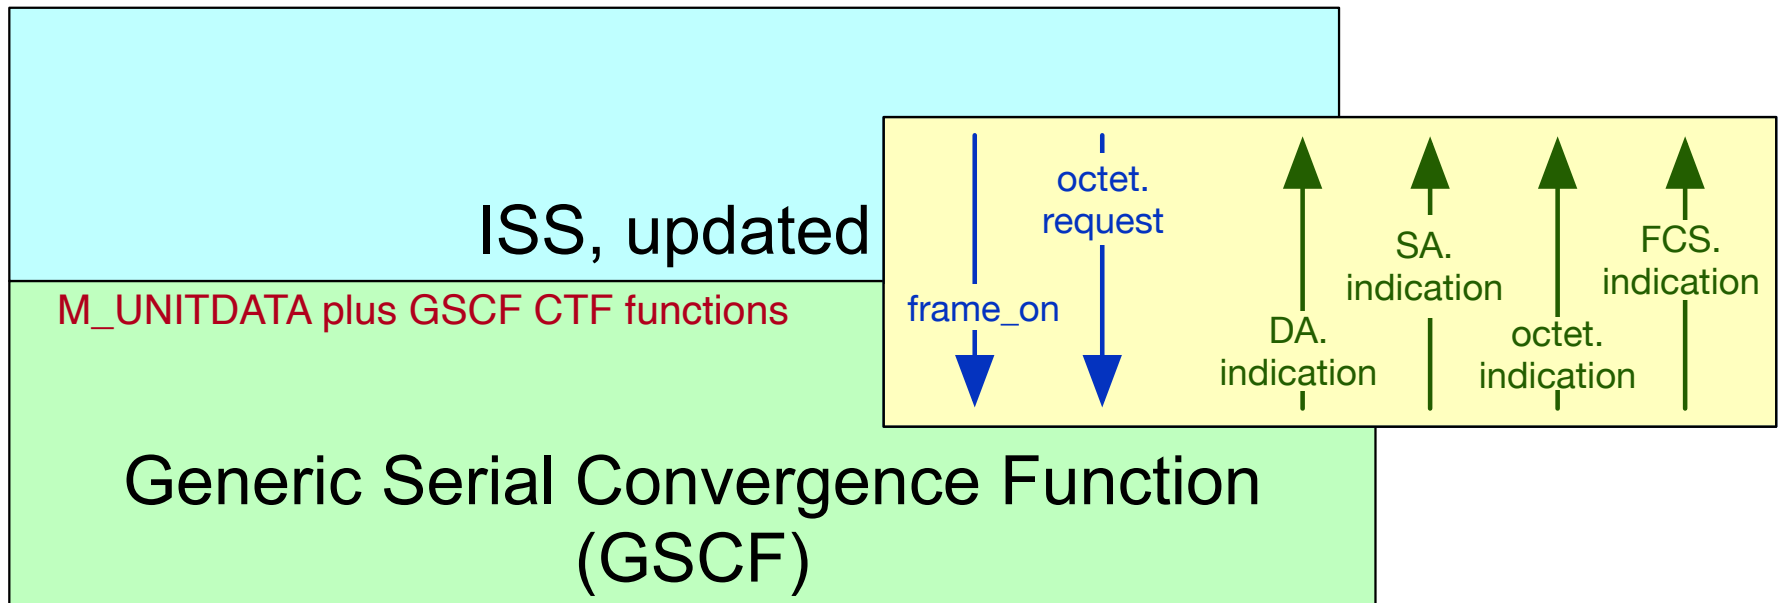 ISS, updated
M_UNITDATA plus GSCF CTF functions
frame_on
octet.
request
DA.
indication
SA.
indication
octet.
indication
FCS.
indication
Generic Serial Convergence Function
(GSCF)